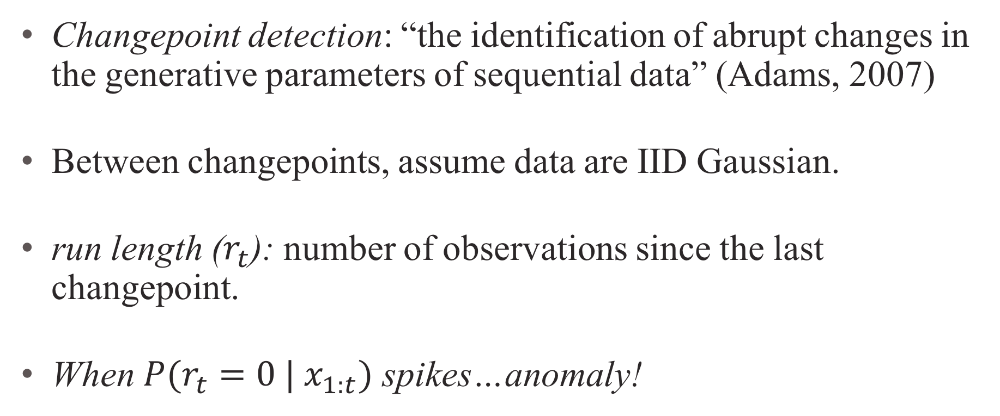 • Changepoint detection: “the identification of abrupt changes in
the generative parameters of sequential data” (Adams, 2007)
• Between changepoints, assume data are IID Gaussian.
• run length (r_t): number of observations since the last
changepoint.
• When P(r_t = 0 | x_{1:t}) spikes…anomaly!